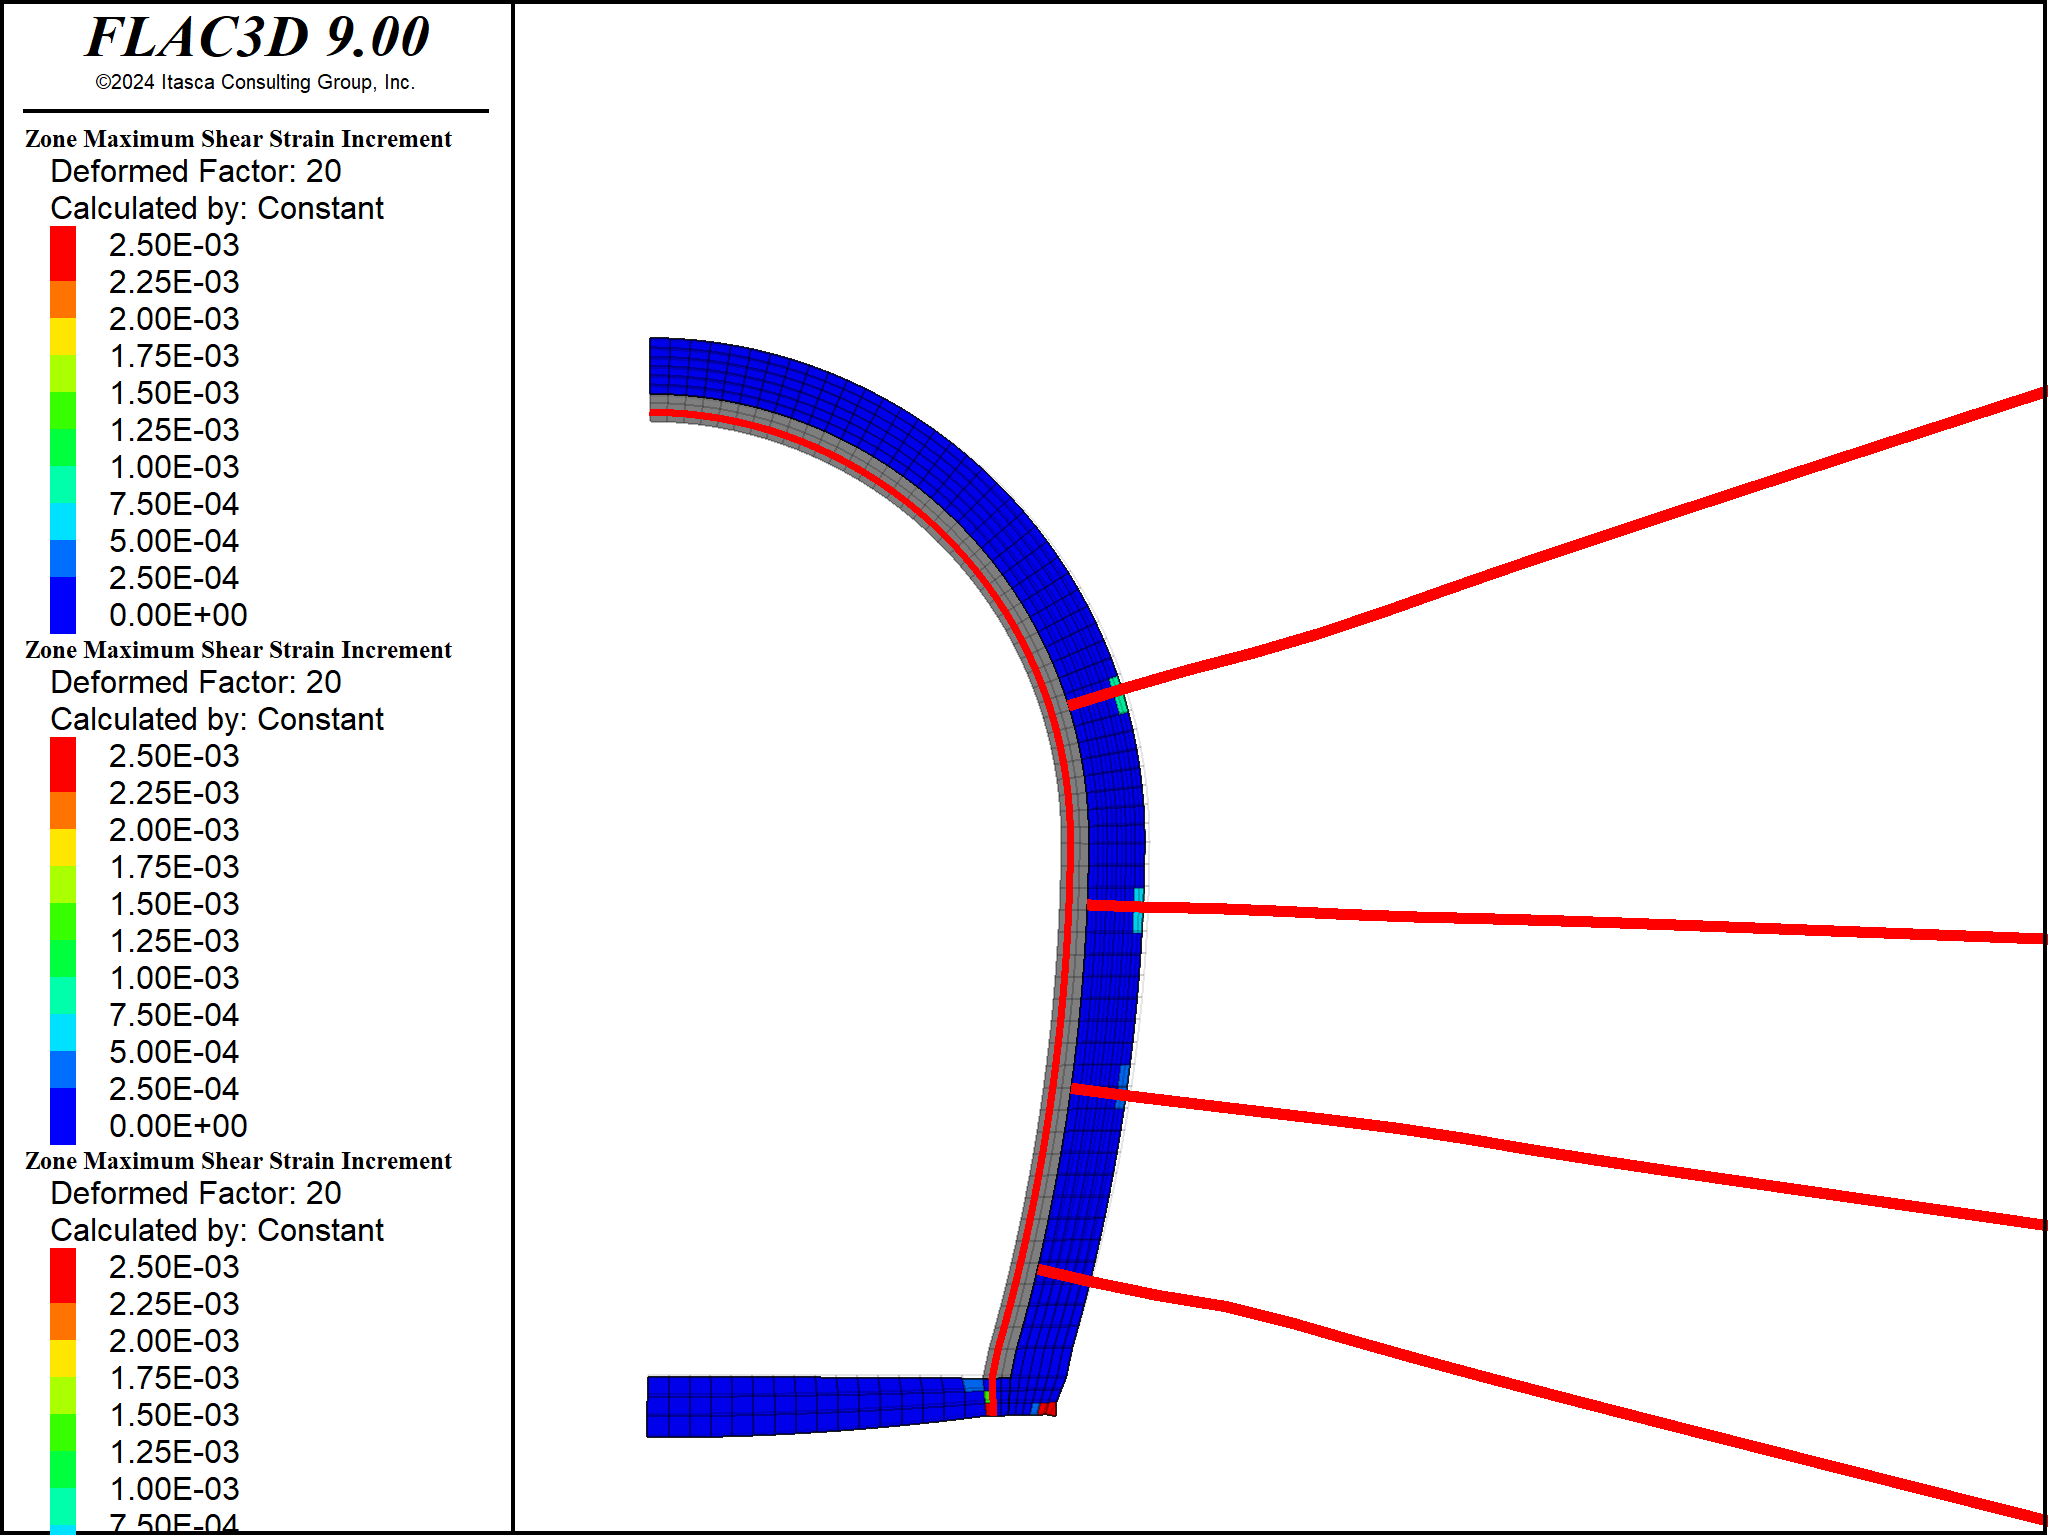 FLAC3D 9.00
©2024 Itasca Consulting Group, Inc.
Zone Maximum Shear Strain Increment
Deformed Factor: 20
Calculated by: Constant
2.50E-03
2.25E-03
2.00E-03
1.75E-03
1.50E-03
1.25E-03
1.00E-03
7.50E-04
5.00E-04
2.50E-04
0.00E+00
Zone Maximum Shear Strain Increment
Deformed Factor: 20
Calculated by: Constant
2.50E-03
2.25E-03
2.00E-03
1.75E-03
1.50E-03
1.25E-03
1.00E-03
7.50E-04
5.00E-04
2.50E-04
0.00E+00
Zone Maximum Shear Strain Increment
Deformed Factor: 20
Calculated by: Constant
2.50E-03
2.25E-03
2.00E-03
1.75E-03
1.50E-03
1.25E-03
1.00E-03
7.50E-04